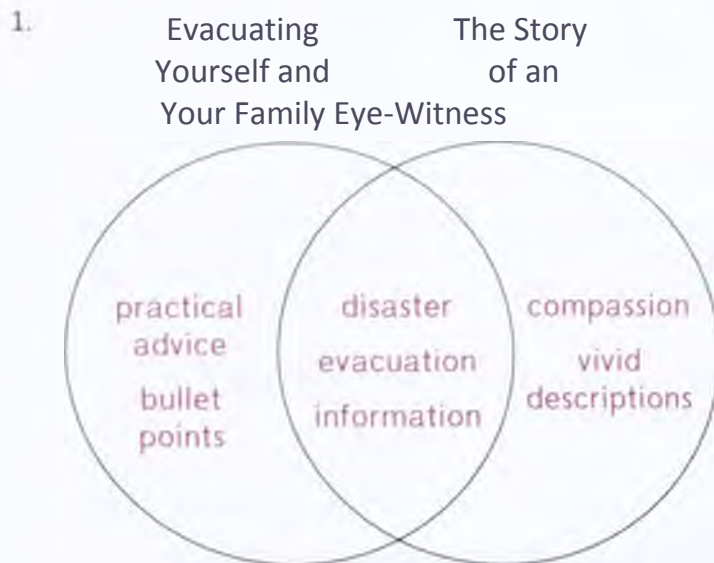 1.
Evacuating
Yourself and
Your Family
The Story
of an
Eye-Witness
practical
advice
bullet
points
disaster
evacuation
information
compassion
vivid
descriptions